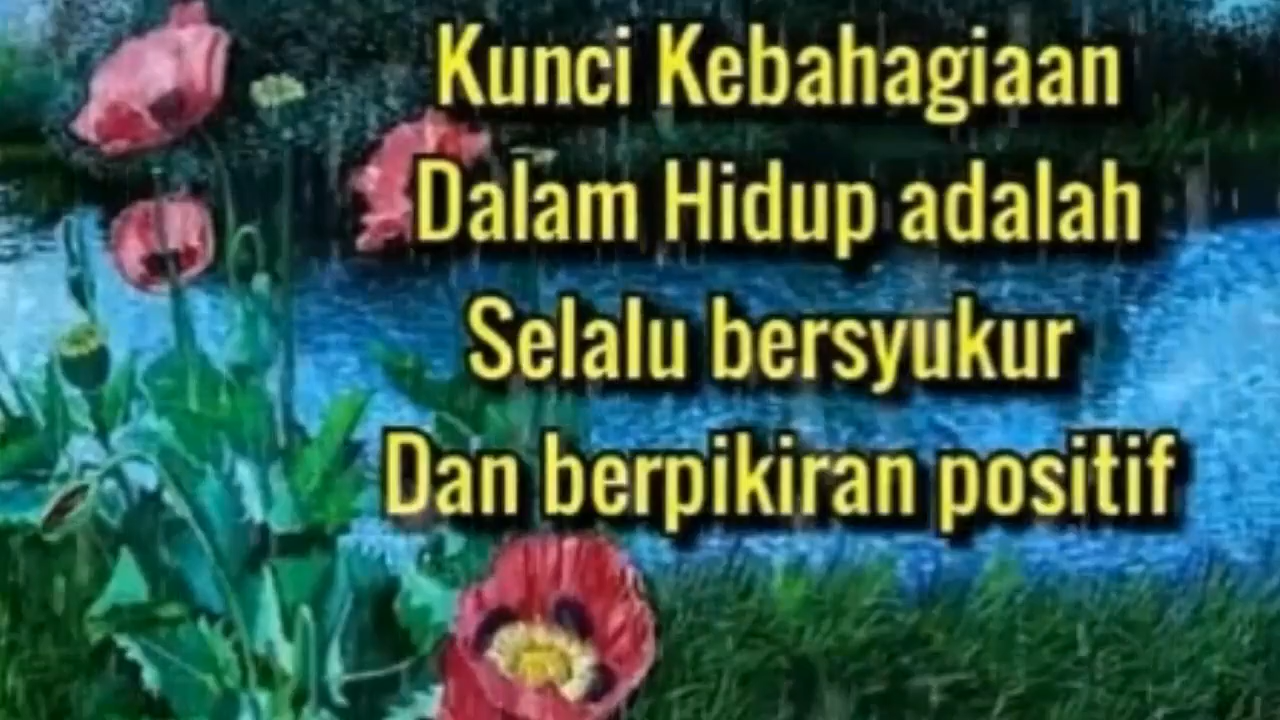 Kunci Kebahagiaan
Dalam Hidup adalah
Selalu bersyukur
Dan berpikiran positif